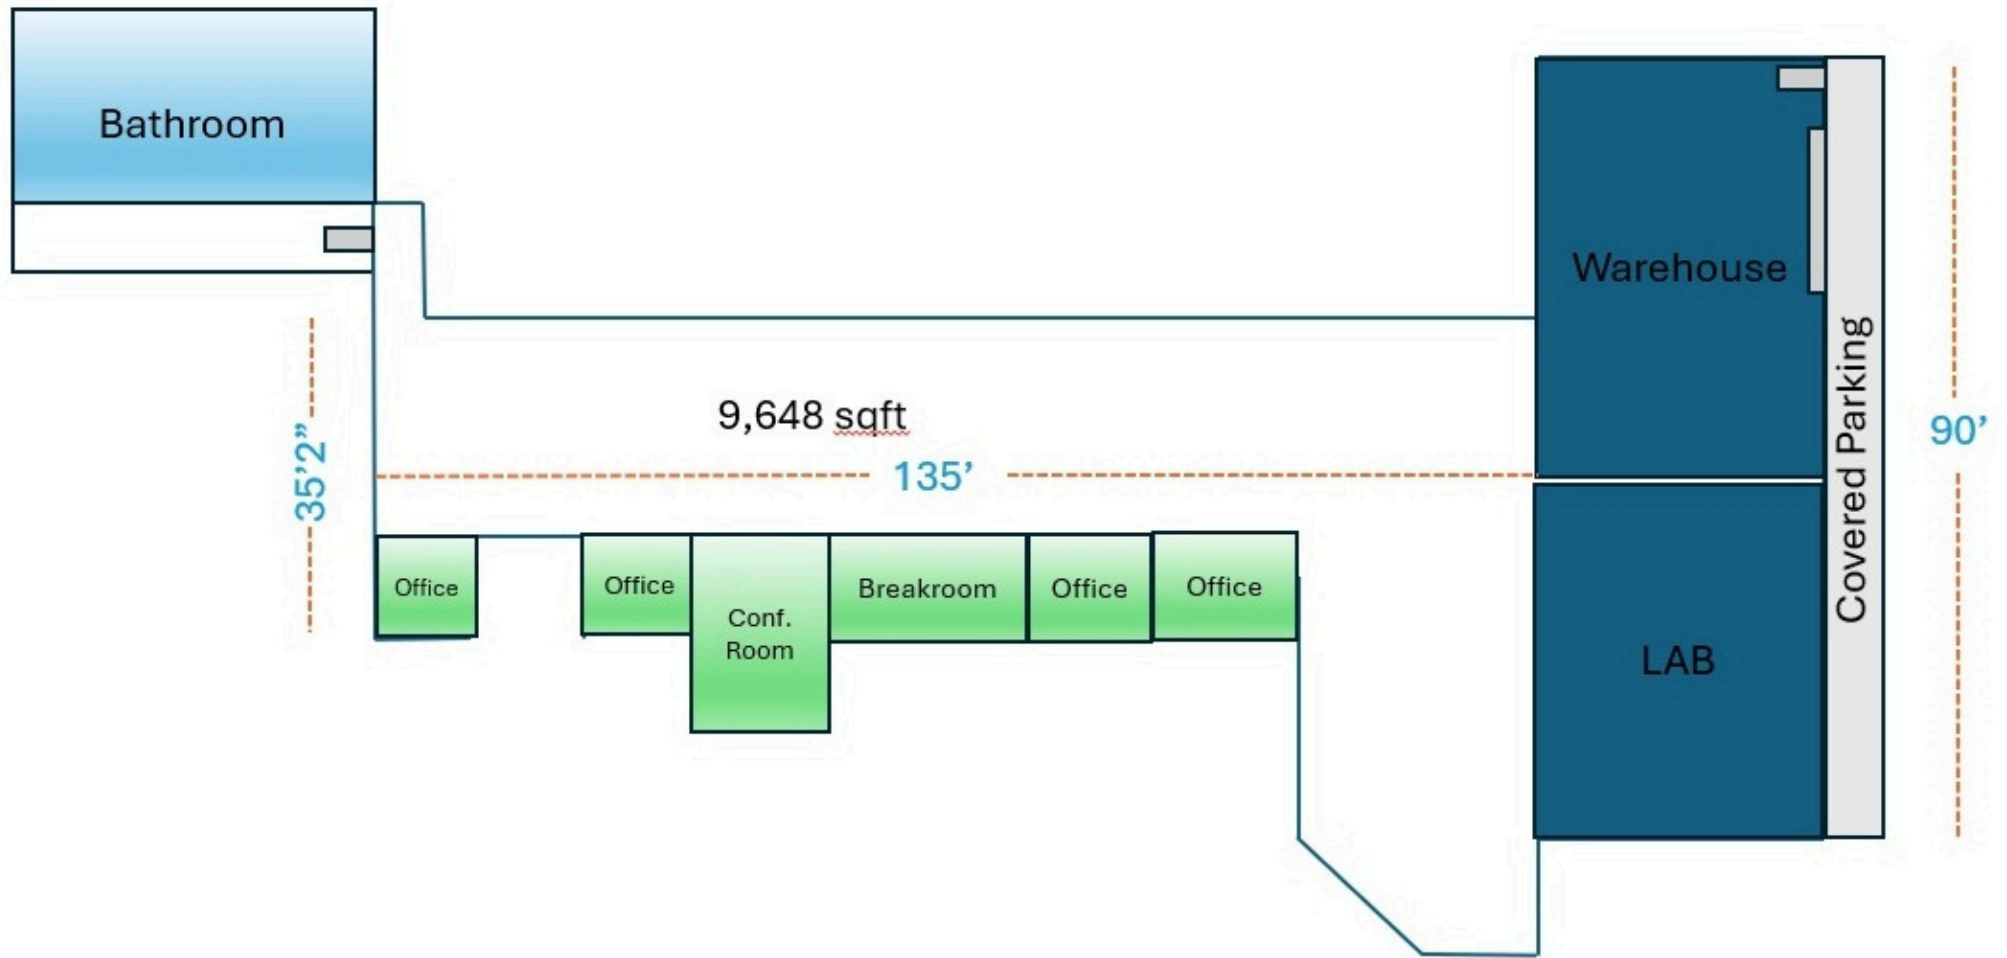 Bathroom
Warehouse
Covered Parking
9,648 sqft
90’
35’2”
135’
Office
Office
Conf.
Room
Breakroom
Office
Office
LAB